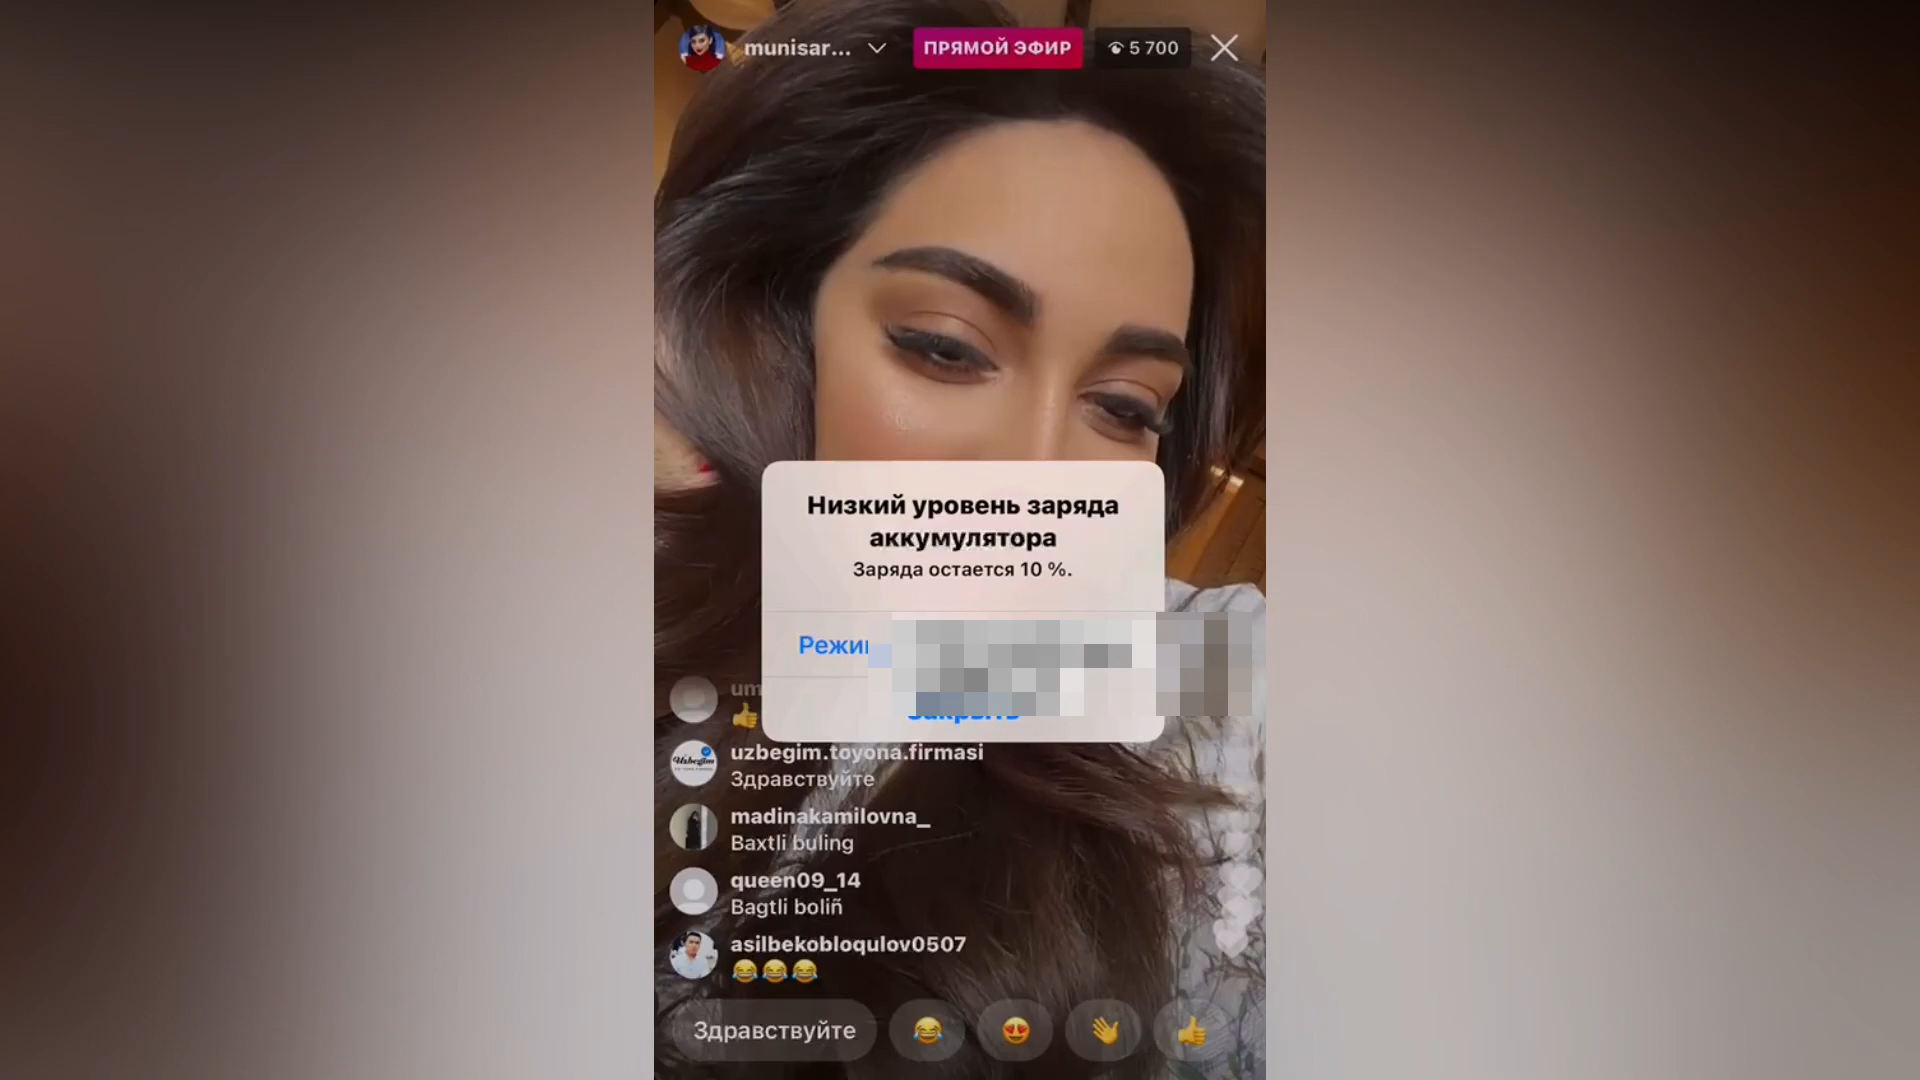 munisar...
ПРЯМОЙ ЭФИР
5 700
Низкий уровень заряда
аккумулятора
Заряда остается 10 %.
um
uzbegim.toyona.firmasi
Здравствуйте
madinakamilovna_
Baxtli buling
queen09_14
Bagtli boliñ
asilbekobloqulov0507
😂😂😂
Здравствуйте